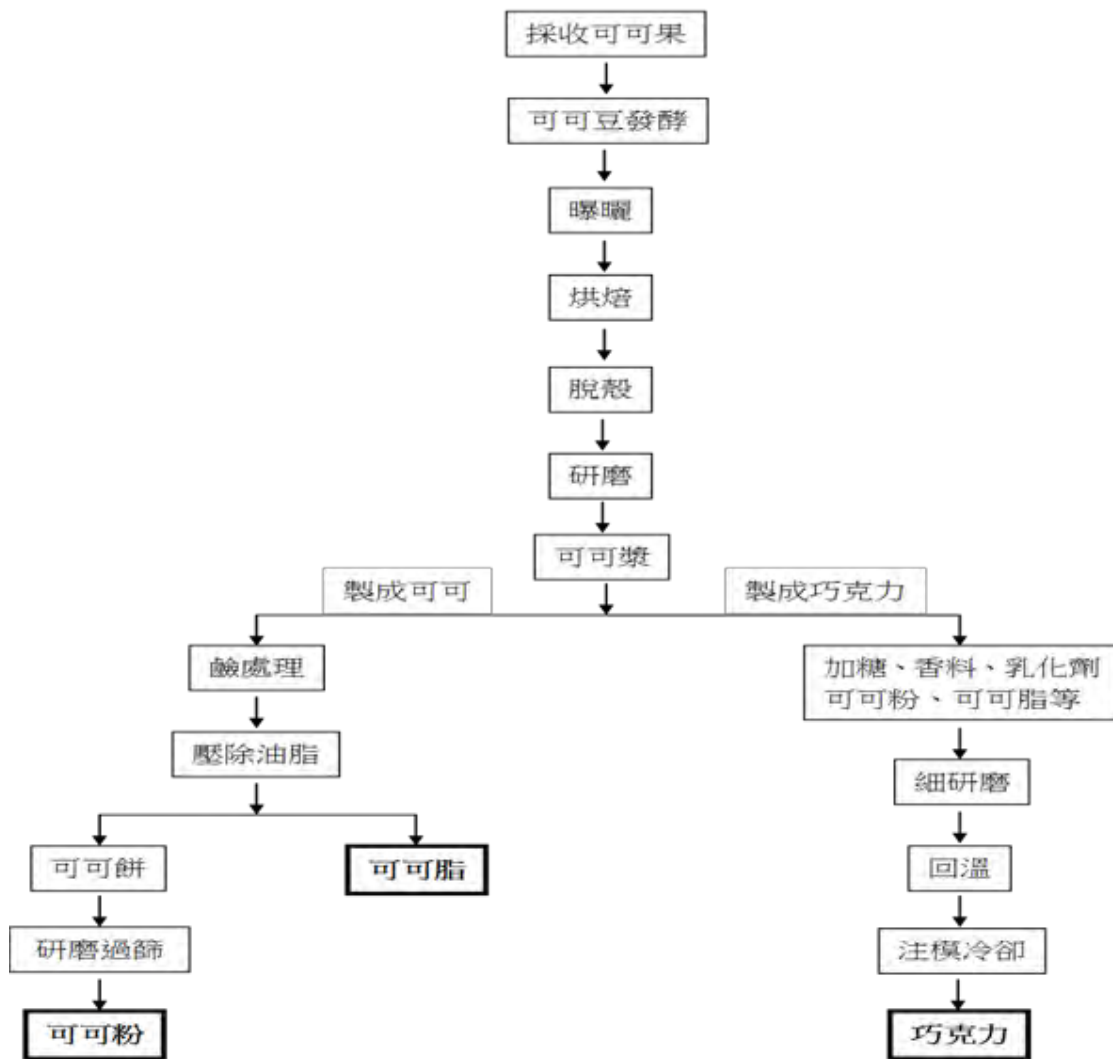 採收可可果
可可豆發酵
曝曬
烘焙
脫殼
研磨
可可漿
製成可可
製成巧克力
鹼處理
壓除油脂
可可餅
研磨過篩
可可粉
可可脂
加糖、香料、乳化劑
可可粉、可可脂等
細研磨
回溫
注模冷卻
巧克力